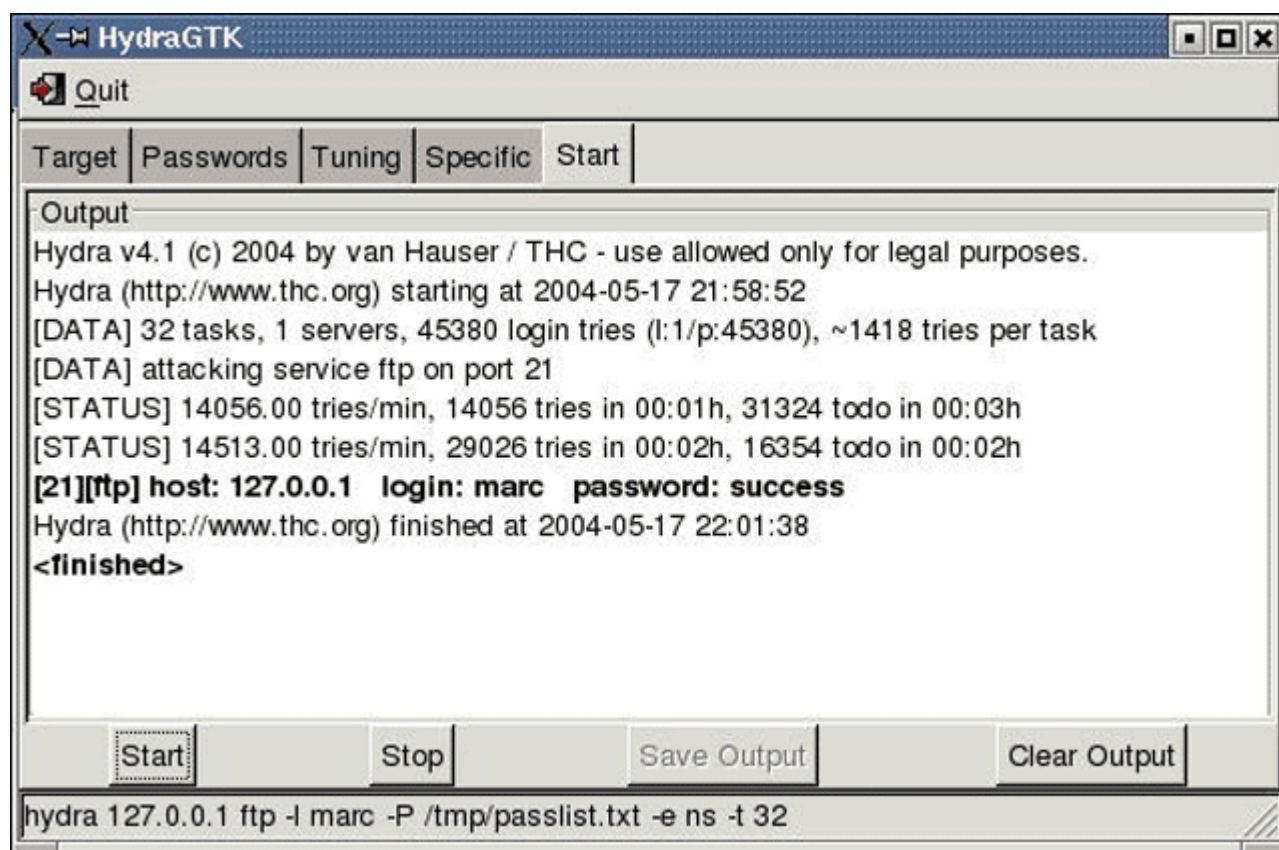 HydraGTK
Quit
Target Passwords Tuning Specific Start
Output
Hydra v4.1 (c) 2004 by van Hauser / THC - use allowed only for legal purposes.
Hydra (http://www.thc.org) starting at 2004-05-17 21:58:52
[DATA] 32 tasks, 1 servers, 45380 login tries (l:1/p:45380), ~1418 tries per task
[DATA] attacking service ftp on port 21
[STATUS] 14056.00 tries/min, 14056 tries in 00:01h, 31324 todo in 00:03h
[STATUS] 14513.00 tries/min, 29026 tries in 00:02h, 16354 todo in 00:02h
[21][ftp] host: 127.0.0.1   login: marc   password: success
Hydra (http://www.thc.org) finished at 2004-05-17 22:01:38
<finished>
Start Stop Save Output Clear Output
hydra 127.0.0.1 ftp -l marc -P /tmp/passlist.txt -e ns -t 32